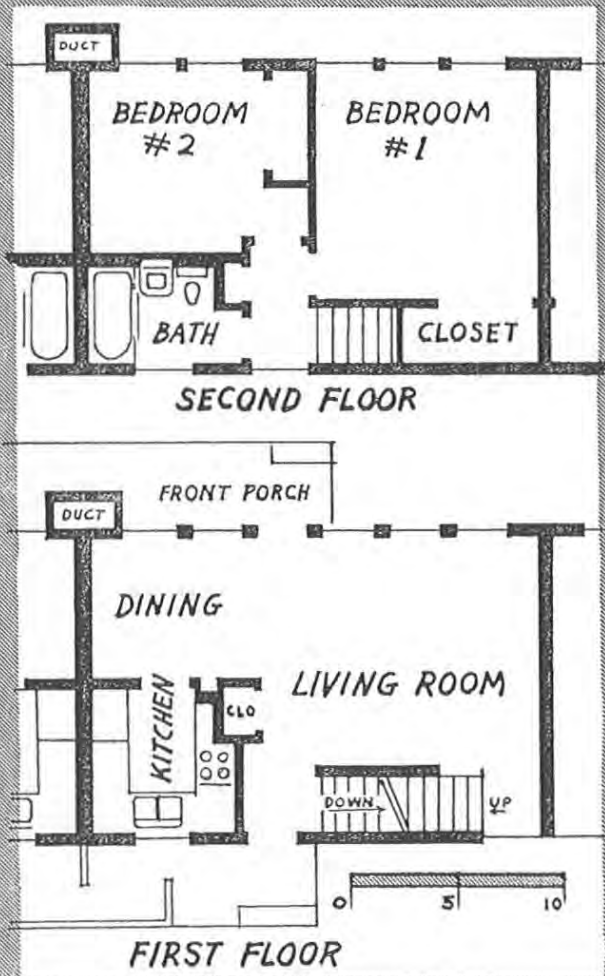 DUCT
BEDROOM
#2
BEDROOM
#1
BATH
CLOSET
SECOND FLOOR
FRONT PORCH
DUCT
DINING
LIVING ROOM
KITCHEN
CLO
DOWN
UP
0 5 10
FIRST FLOOR